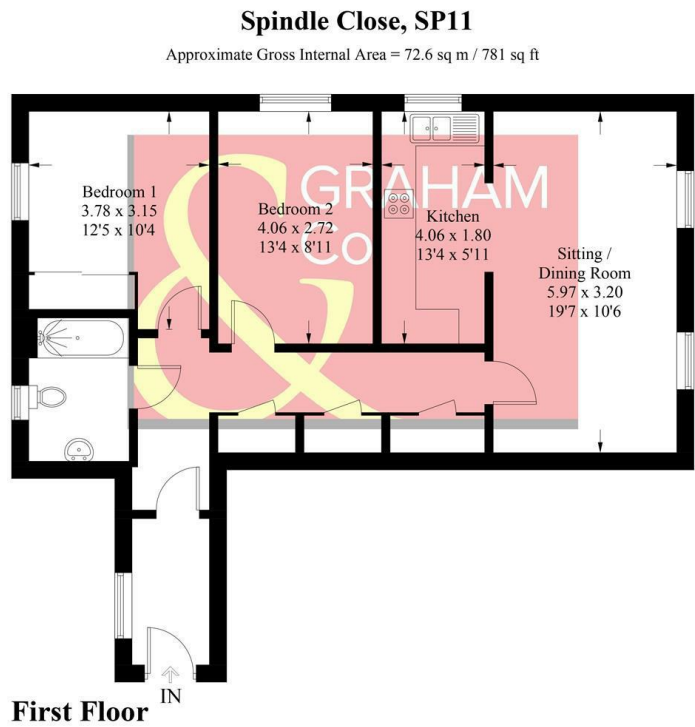 Spindle Close, SP11
Approximate Gross Internal Area = 72.6 sq m / 781 sq ft
GRAHAM
& Co
Bedroom 1
3.78 x 3.15
12'5 x 10'4
Bedroom 2
4.06 x 2.72
13'4 x 8'11
Kitchen
4.06 x 1.80
13'4 x 5'11
Sitting /
Dining Room
5.97 x 3.20
19'7 x 10'6
IN
First Floor